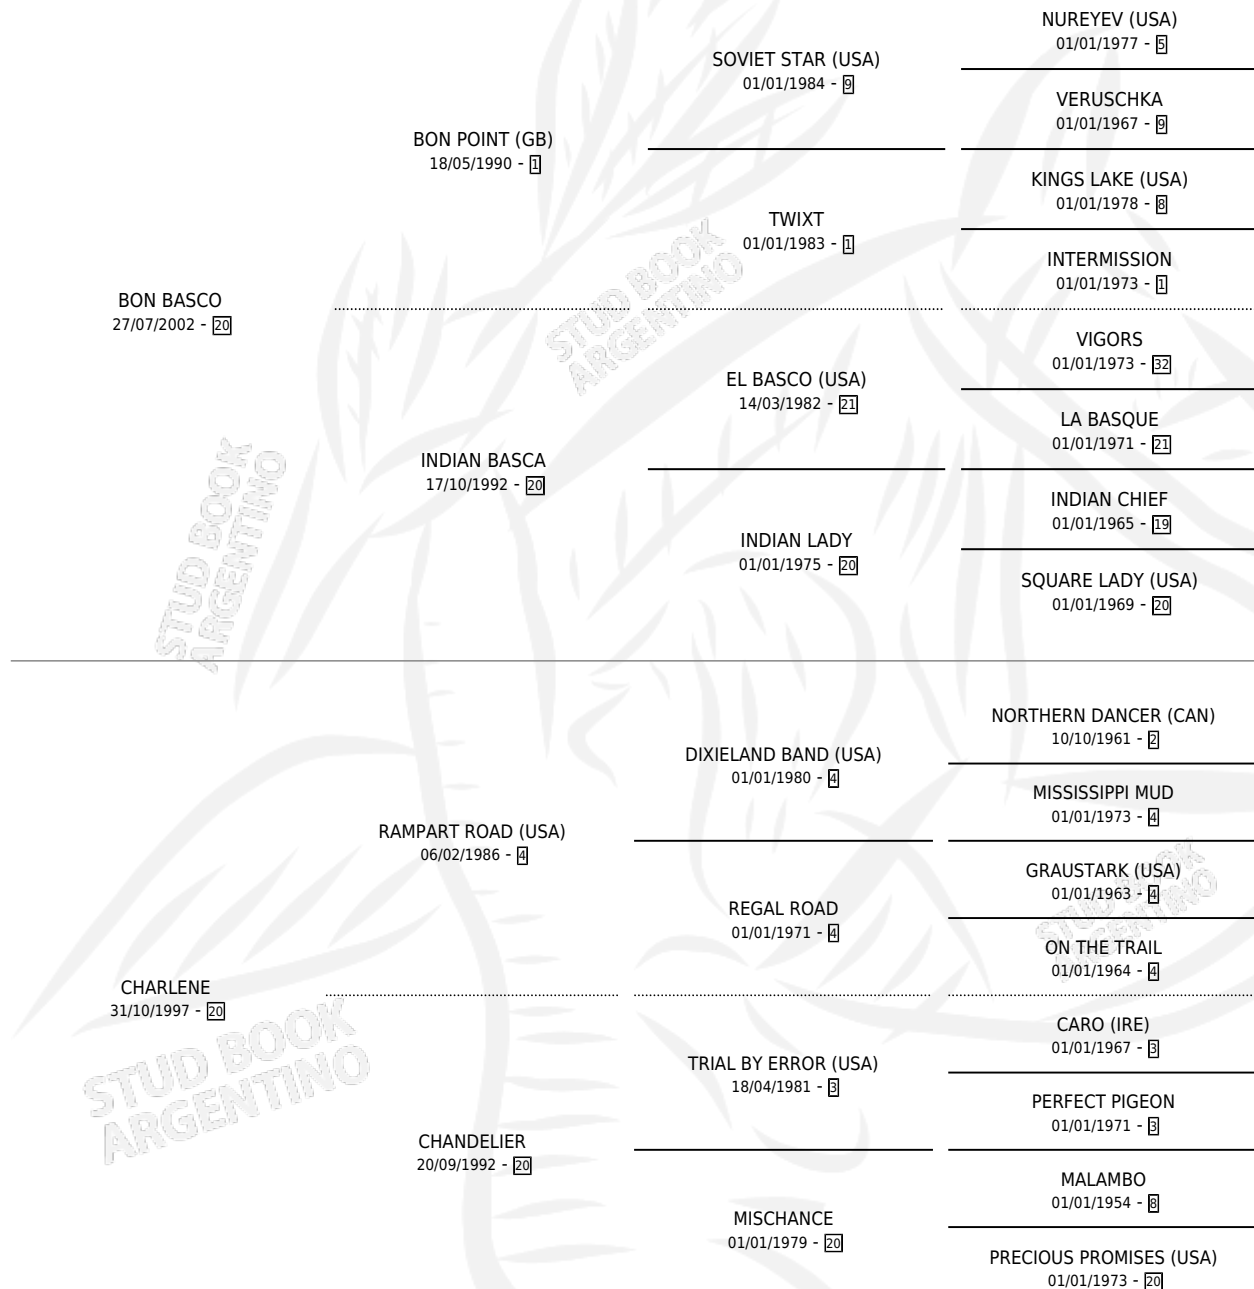 NUREYEV (USA)
01/01/1977 - 5
SOVIET STAR (USA)
01/01/1984 - 9
VERUSCHKA
01/01/1967 - 9
BON POINT (GB)
18/05/1990 - 1
KINGS LAKE (USA)
01/01/1978 - 8
TWIXT
01/01/1983 - 1
INTERMISSION
01/01/1973 - 1
BON BASCO
27/07/2002 - 20
VIGORS
01/01/1973 - 32
EL BASCO (USA)
14/03/1982 - 21
LA BASQUE
01/01/1971 - 21
INDIAN BASCA
17/10/1992 - 20
INDIAN CHIEF
01/01/1965 - 19
INDIAN LADY
01/01/1975 - 20
SQUARE LADY (USA)
01/01/1969 - 20
STUD BOOK
ARGENTINO
STUD BOOK
ARGENTINO
NORTHERN DANCER (CAN)
10/10/1961 - 2
DIXIELAND BAND (USA)
01/01/1980 - 4
MISSISSIPPI MUD
01/01/1973 - 4
RAMPART ROAD (USA)
06/02/1986 - 4
GRAUSTARK (USA)
01/01/1963 - 4
REGAL ROAD
01/01/1971 - 4
ON THE TRAIL
01/01/1964 - 4
CHARLENE
31/10/1997 - 20
CARO (IRE)
01/01/1967 - 3
TRIAL BY ERROR (USA)
18/04/1981 - 3
PERFECT PIGEON
01/01/1971 - 3
CHANDELIER
20/09/1992 - 20
MALAMBO
01/01/1954 - 8
MISCHANCE
01/01/1979 - 20
PRECIOUS PROMISES (USA)
01/01/1973 - 20
STUD BOOK
ARGENTINO
STUD BOOK
ARGENTINO